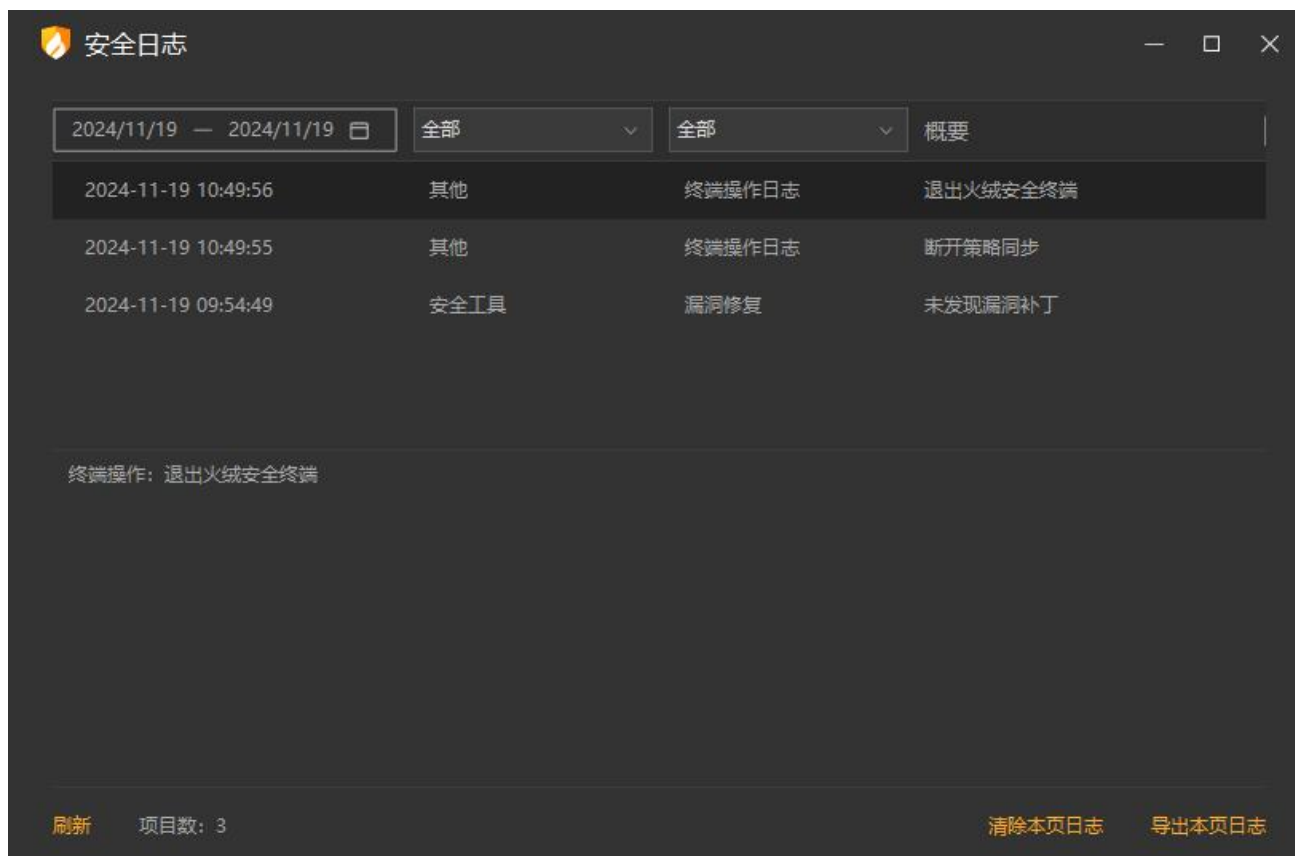 安全日志
2024/11/19 — 2024/11/19 全部 全部 概要
2024-11-19 10:49:56 其他 终端操作日志 退出火绒安全终端
2024-11-19 10:49:55 其他 终端操作日志 断开策略同步
2024-11-19 09:54:49 安全工具 漏洞修复 未发现漏洞补丁
终端操作：退出火绒安全终端
刷新 项目数：3 清除本页日志 导出本页日志